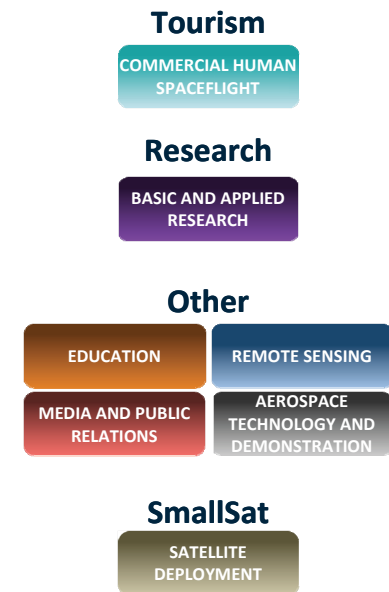 Tourism
COMMERCIAL HUMAN
SPACEFLIGHT
Research
BASIC AND APPLIED
RESEARCH
Other
EDUCATION
REMOTE SENSING
MEDIA AND PUBLIC
RELATIONS
AEROSPACE
TECHNOLOGY AND
DEMONSTRATION
SmallSat
SATELLITE
DEPLOYMENT